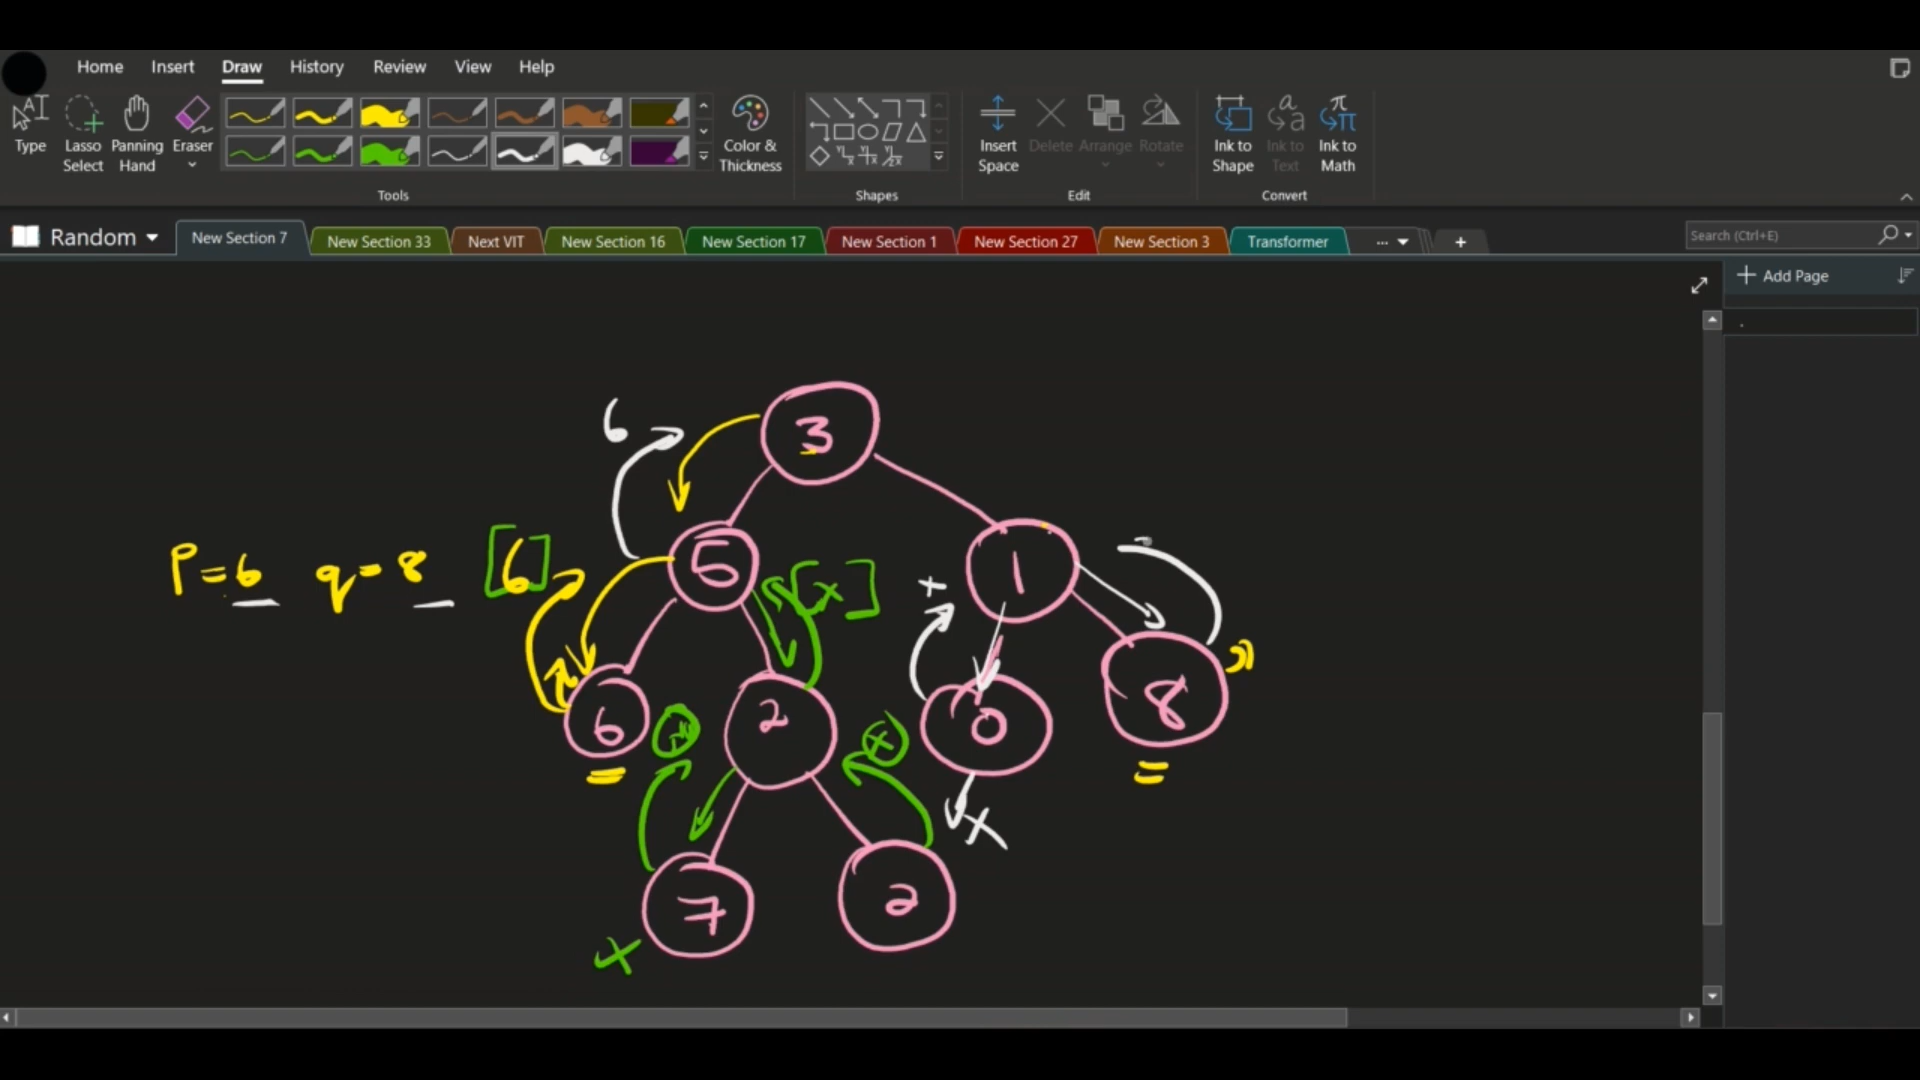 Home Insert Draw History Review View Help
Type
Lasso Select
Panning Hand
Eraser
Color & Thickness
Insert Space
Delete
Arrange
Rotate
Ink to Shape
Ink to Text
Ink to Math
Tools
Shapes
Edit
Convert
Random
New Section 7
New Section 33
Next VIT
New Section 16
New Section 17
New Section 1
New Section 27
New Section 3
Transformer
...
+
Search (Ctrl+E)
+ Add Page
.
6
3
P=6 q=8 [6]
5
[x]
x
1
6
2
x
0
8
x
7
2
x